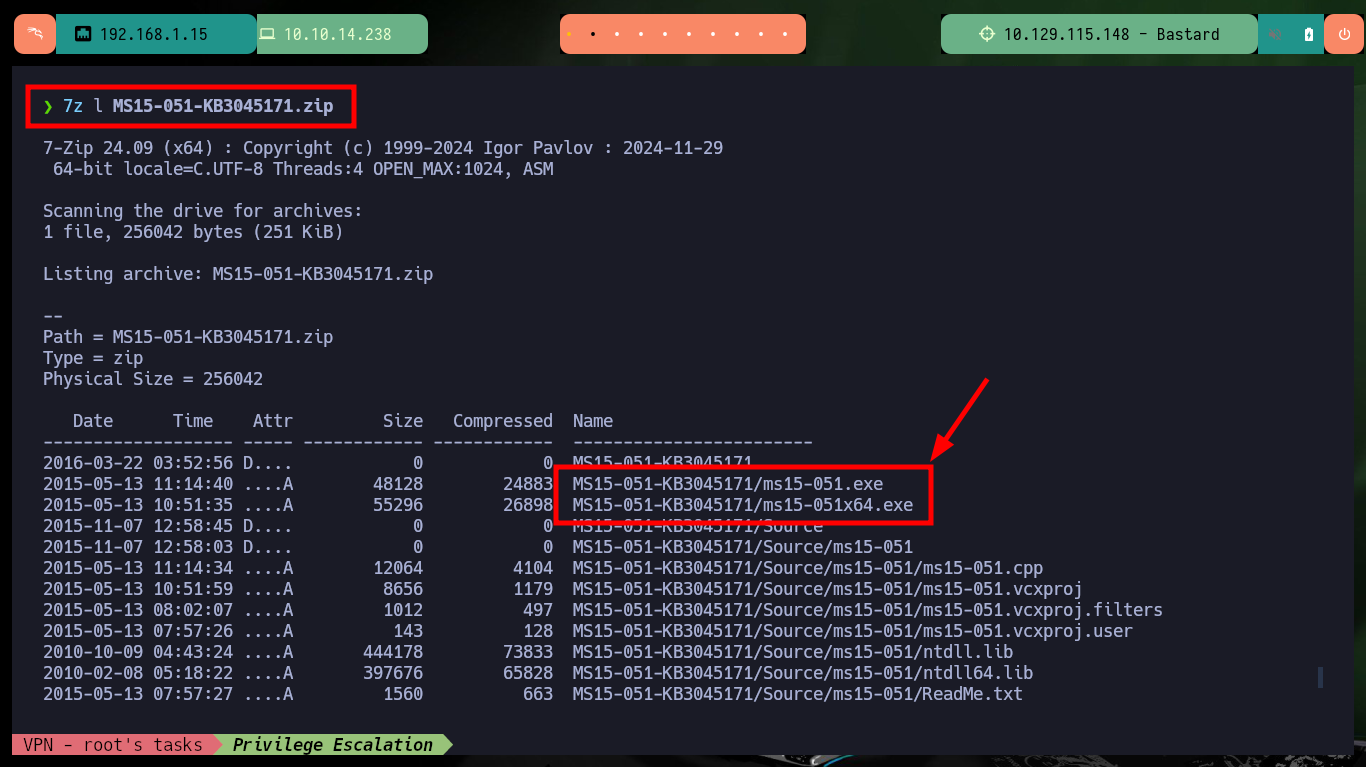 192.168.1.15 10.10.14.238 10.129.115.148 - Bastard
❯ 7z l MS15-051-KB3045171.zip
7-Zip 24.09 (x64) : Copyright (c) 1999-2024 Igor Pavlov : 2024-11-29
64-bit locale=C.UTF-8 Threads:4 OPEN_MAX:1024, ASM
Scanning the drive for archives:
1 file, 256042 bytes (251 KiB)
Listing archive: MS15-051-KB3045171.zip
--
Path = MS15-051-KB3045171.zip
Type = zip
Physical Size = 256042
Date Time Attr Size Compressed Name
------------------- ----- ------------ ------------ ------------------------
2016-03-22 03:52:56 D.... 0 0 MS15-051-KB3045171
2015-05-13 11:14:40 ....A 48128 24883 MS15-051-KB3045171/ms15-051.exe
2015-05-13 10:51:35 ....A 55296 26898 MS15-051-KB3045171/ms15-051x64.exe
2015-11-07 12:58:45 D.... 0 0 MS15-051-KB3045171/Source
2015-11-07 12:58:03 D.... 0 0 MS15-051-KB3045171/Source/ms15-051
2015-05-13 11:14:34 ....A 12064 4104 MS15-051-KB3045171/Source/ms15-051/ms15-051.cpp
2015-05-13 10:51:59 ....A 8656 1179 MS15-051-KB3045171/Source/ms15-051/ms15-051.vcxproj
2015-05-13 08:02:07 ....A 1012 497 MS15-051-KB3045171/Source/ms15-051/ms15-051.vcxproj.filters
2015-05-13 07:57:26 ....A 143 128 MS15-051-KB3045171/Source/ms15-051/ms15-051.vcxproj.user
2010-10-09 04:43:24 ....A 444178 73833 MS15-051-KB3045171/Source/ms15-051/ntdll.lib
2010-02-08 05:18:22 ....A 397676 65828 MS15-051-KB3045171/Source/ms15-051/ntdll64.lib
2015-05-13 07:57:27 ....A 1560 663 MS15-051-KB3045171/Source/ms15-051/ReadMe.txt
VPN - root's tasks Privilege Escalation